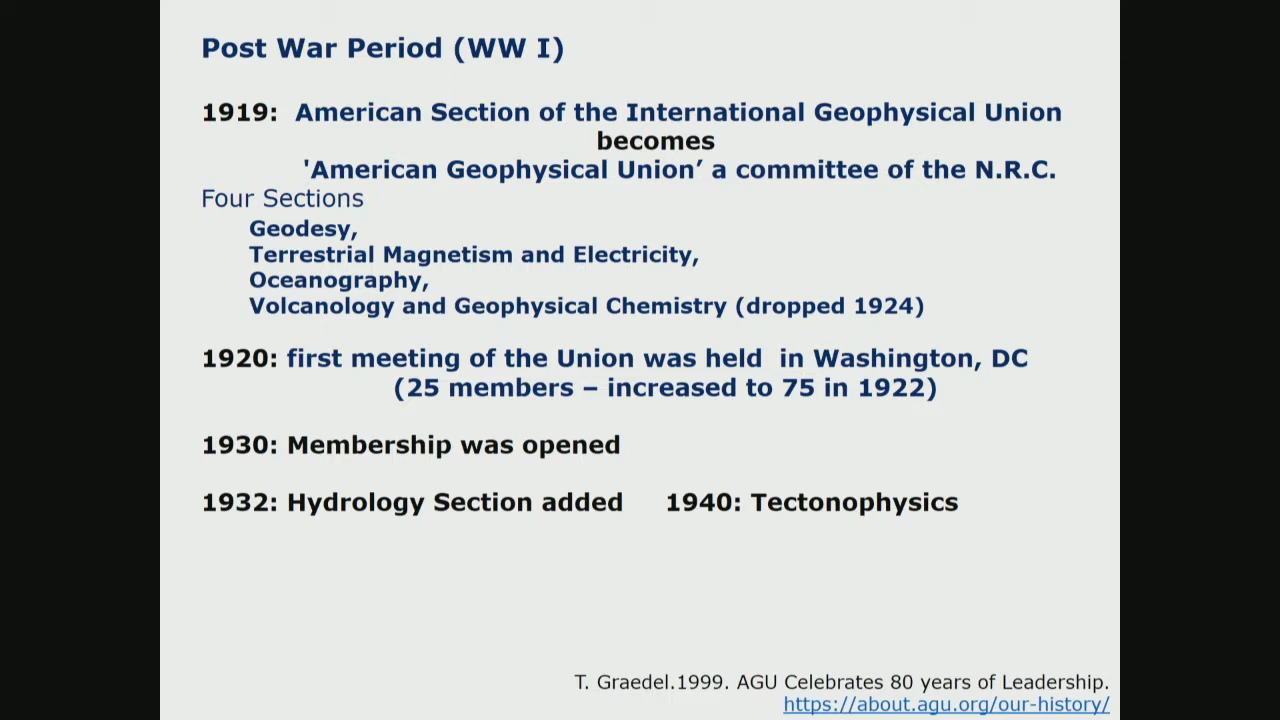 Post War Period (WW I)
1919: American Section of the International Geophysical Union
becomes
'American Geophysical Union’ a committee of the N.R.C.
Four Sections
Geodesy,
Terrestrial Magnetism and Electricity,
Oceanography,
Volcanology and Geophysical Chemistry (dropped 1924)
1920: first meeting of the Union was held in Washington, DC
(25 members – increased to 75 in 1922)
1930: Membership was opened
1932: Hydrology Section added 1940: Tectonophysics
T. Graedel.1999. AGU Celebrates 80 years of Leadership.
https://about.agu.org/our-history/